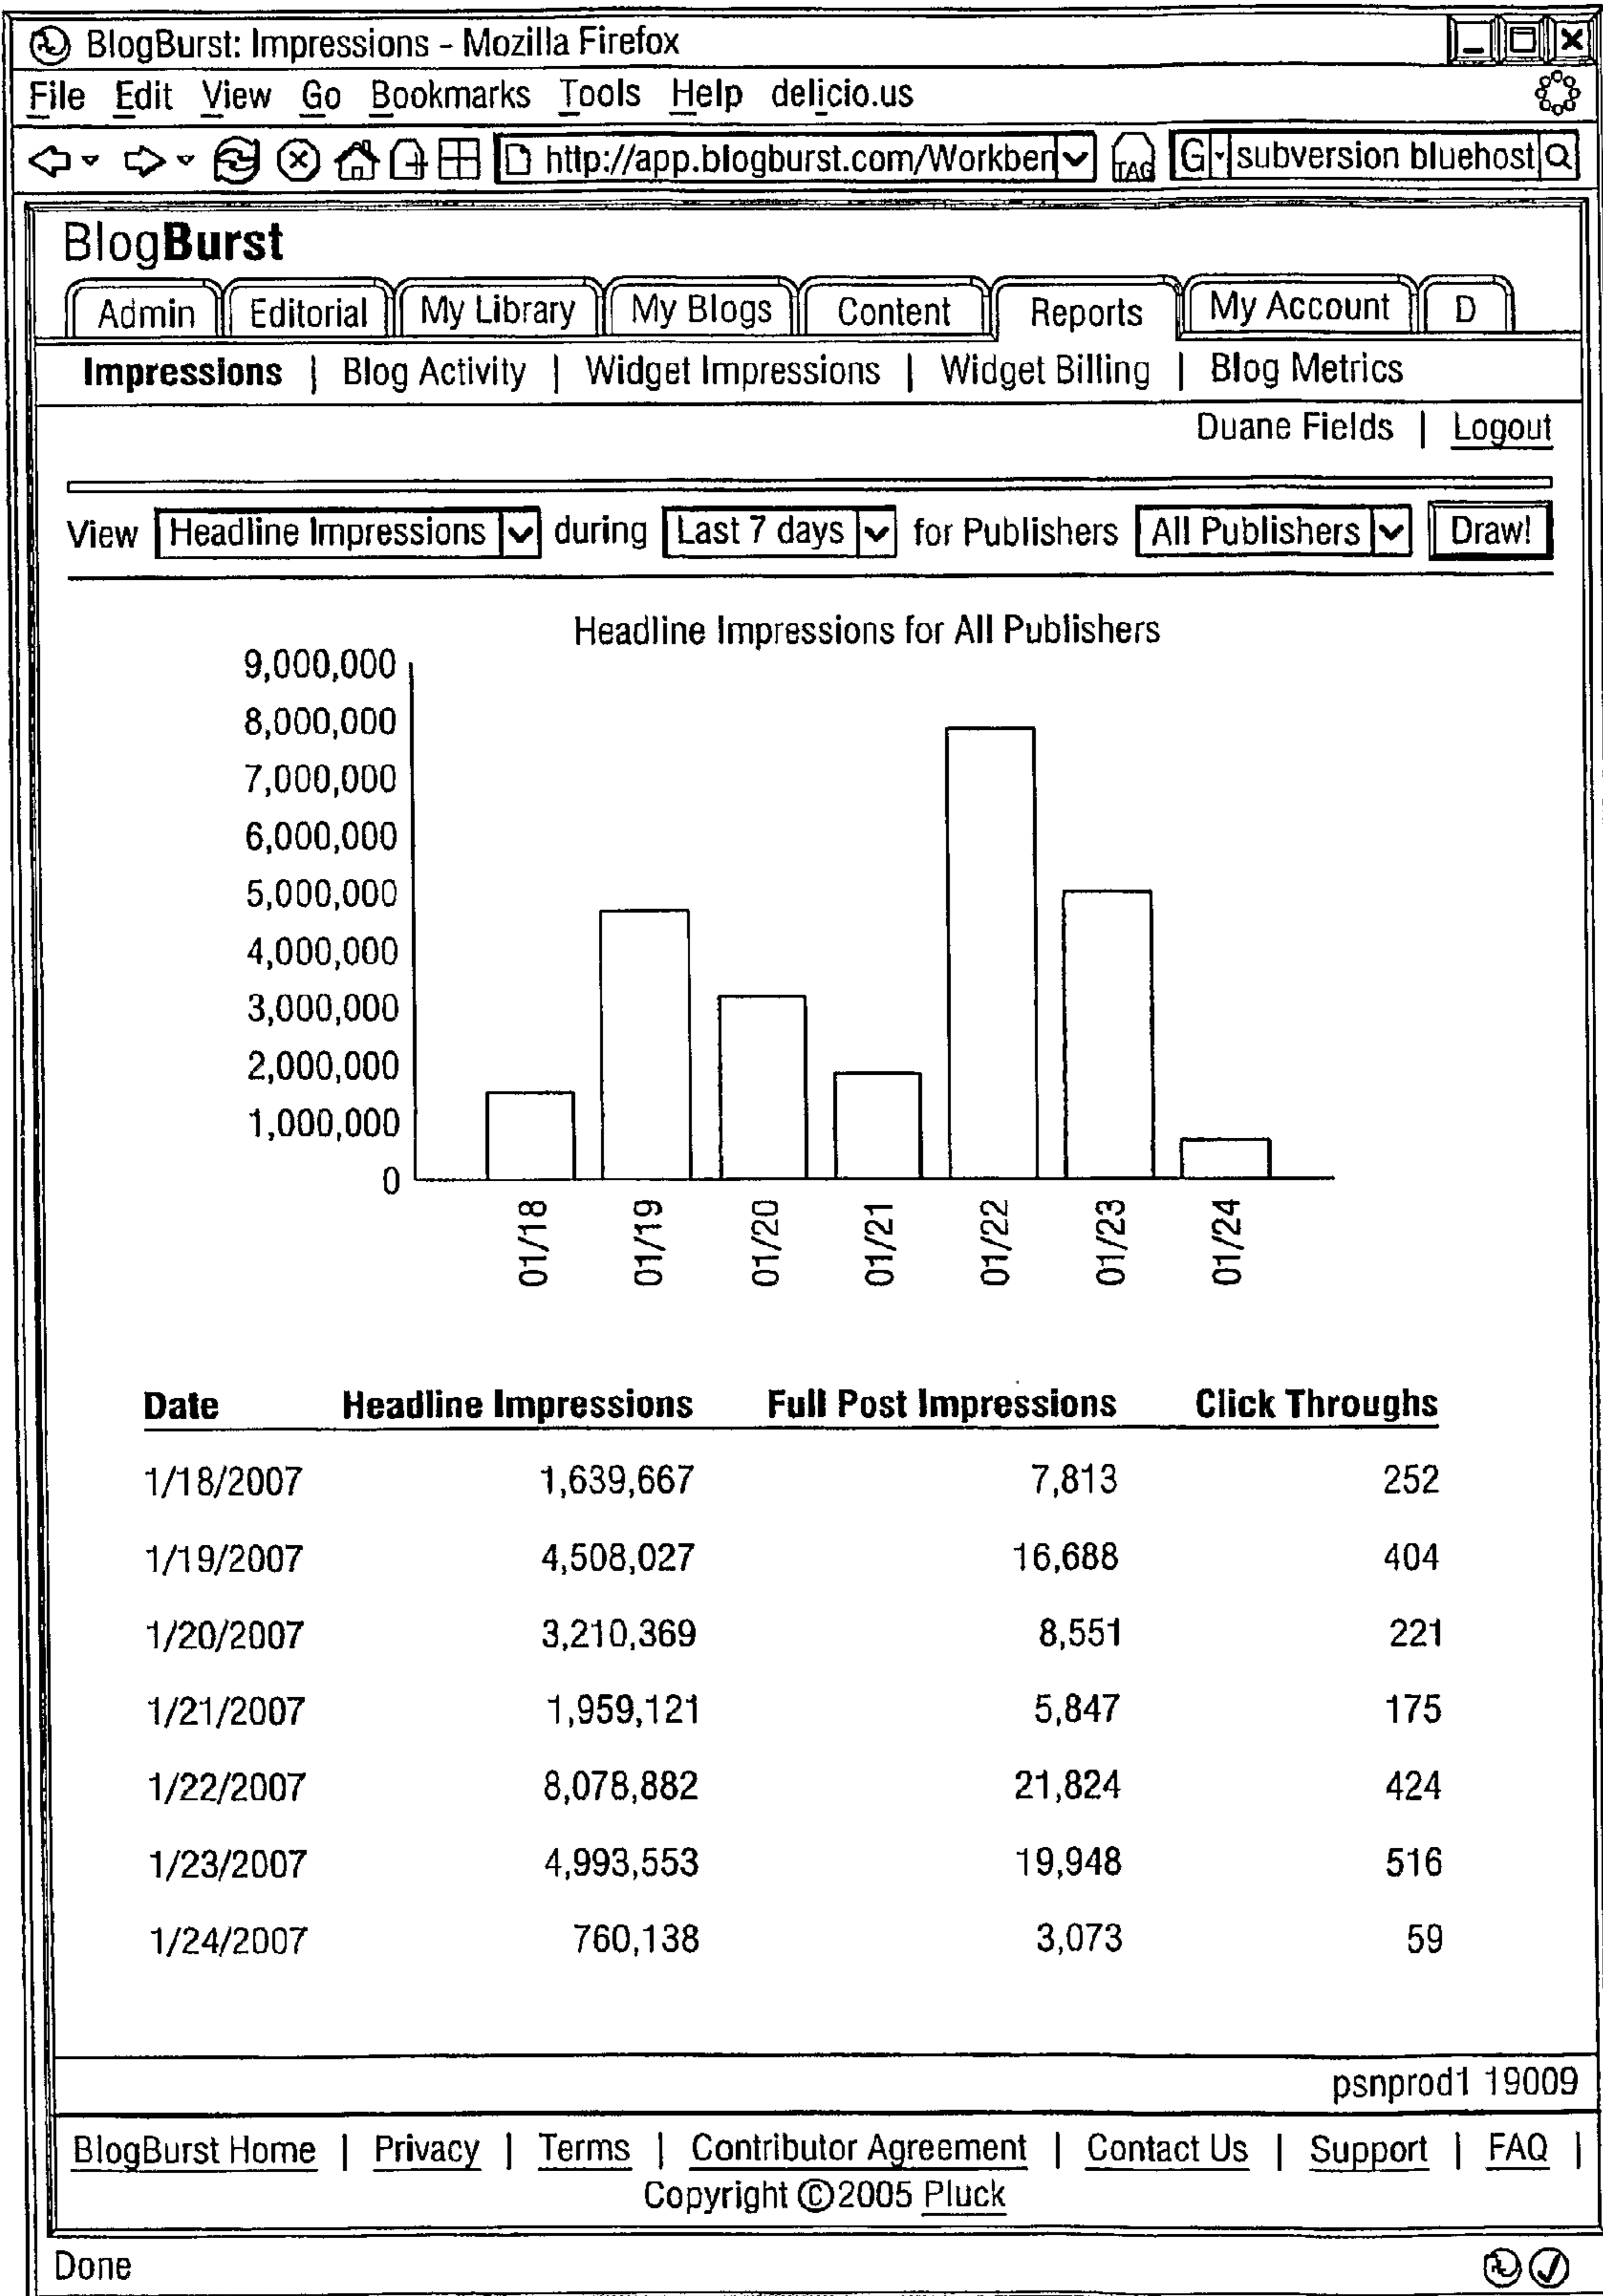 BlogBurst: Impressions - Mozilla Firefox
File Edit View Go Bookmarks Tools Help delicio.us
http://app.blogburst.com/Workben TAG G subversion bluehost
BlogBurst
Admin Editorial My Library My Blogs Content Reports My Account D
Impressions | Blog Activity | Widget Impressions | Widget Billing | Blog Metrics
Duane Fields | Logout
View Headline Impressions during Last 7 days for Publishers All Publishers Draw!
Headline Impressions for All Publishers
9,000,000
8,000,000
7,000,000
6,000,000
5,000,000
4,000,000
3,000,000
2,000,000
1,000,000
0
01/18 01/19 01/20 01/21 01/22 01/23 01/24
Date Headline Impressions Full Post Impressions Click Throughs
1/18/2007 1,639,667 7,813 252
1/19/2007 4,508,027 16,688 404
1/20/2007 3,210,369 8,551 221
1/21/2007 1,959,121 5,847 175
1/22/2007 8,078,882 21,824 424
1/23/2007 4,993,553 19,948 516
1/24/2007 760,138 3,073 59
psnprod1 19009
BlogBurst Home | Privacy | Terms | Contributor Agreement | Contact Us | Support | FAQ |
Copyright ©2005 Pluck
Done